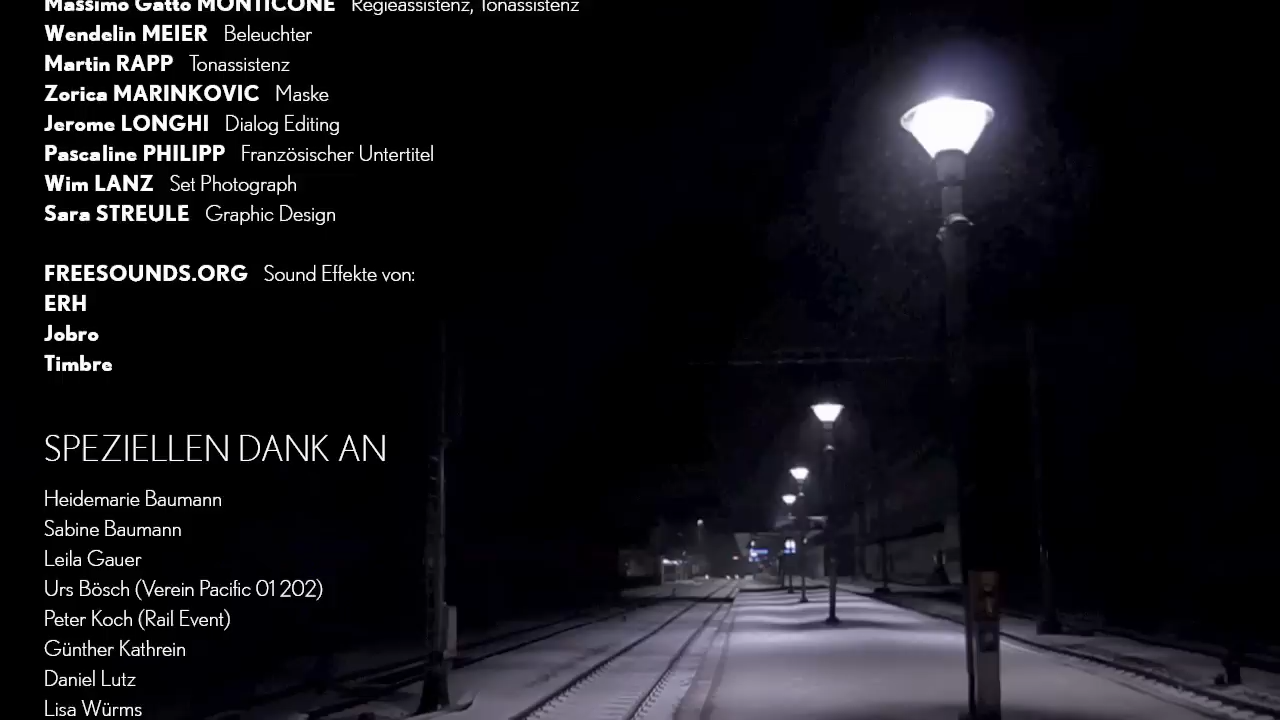 Massimo Gatto MONTICONE Regieassistenz, Tonassistenz
Wendelin MEIER Beleuchter
Martin RAPP Tonassistenz
Zorica MARINKOVIC Maske
Jerome LONGHI Dialog Editing
Pascaline PHILIPP Französischer Untertitel
Wim LANZ Set Photograph
Sara STREULE Graphic Design
FREESOUNDS.ORG Sound Effekte von:
ERH
Jobro
Timbre
SPEZIELLEN DANK AN
Heidemarie Baumann
Sabine Baumann
Leila Gauer
Urs Bösch (Verein Pacific 01 202)
Peter Koch (Rail Event)
Günther Kathrein
Daniel Lutz
Lisa Würms